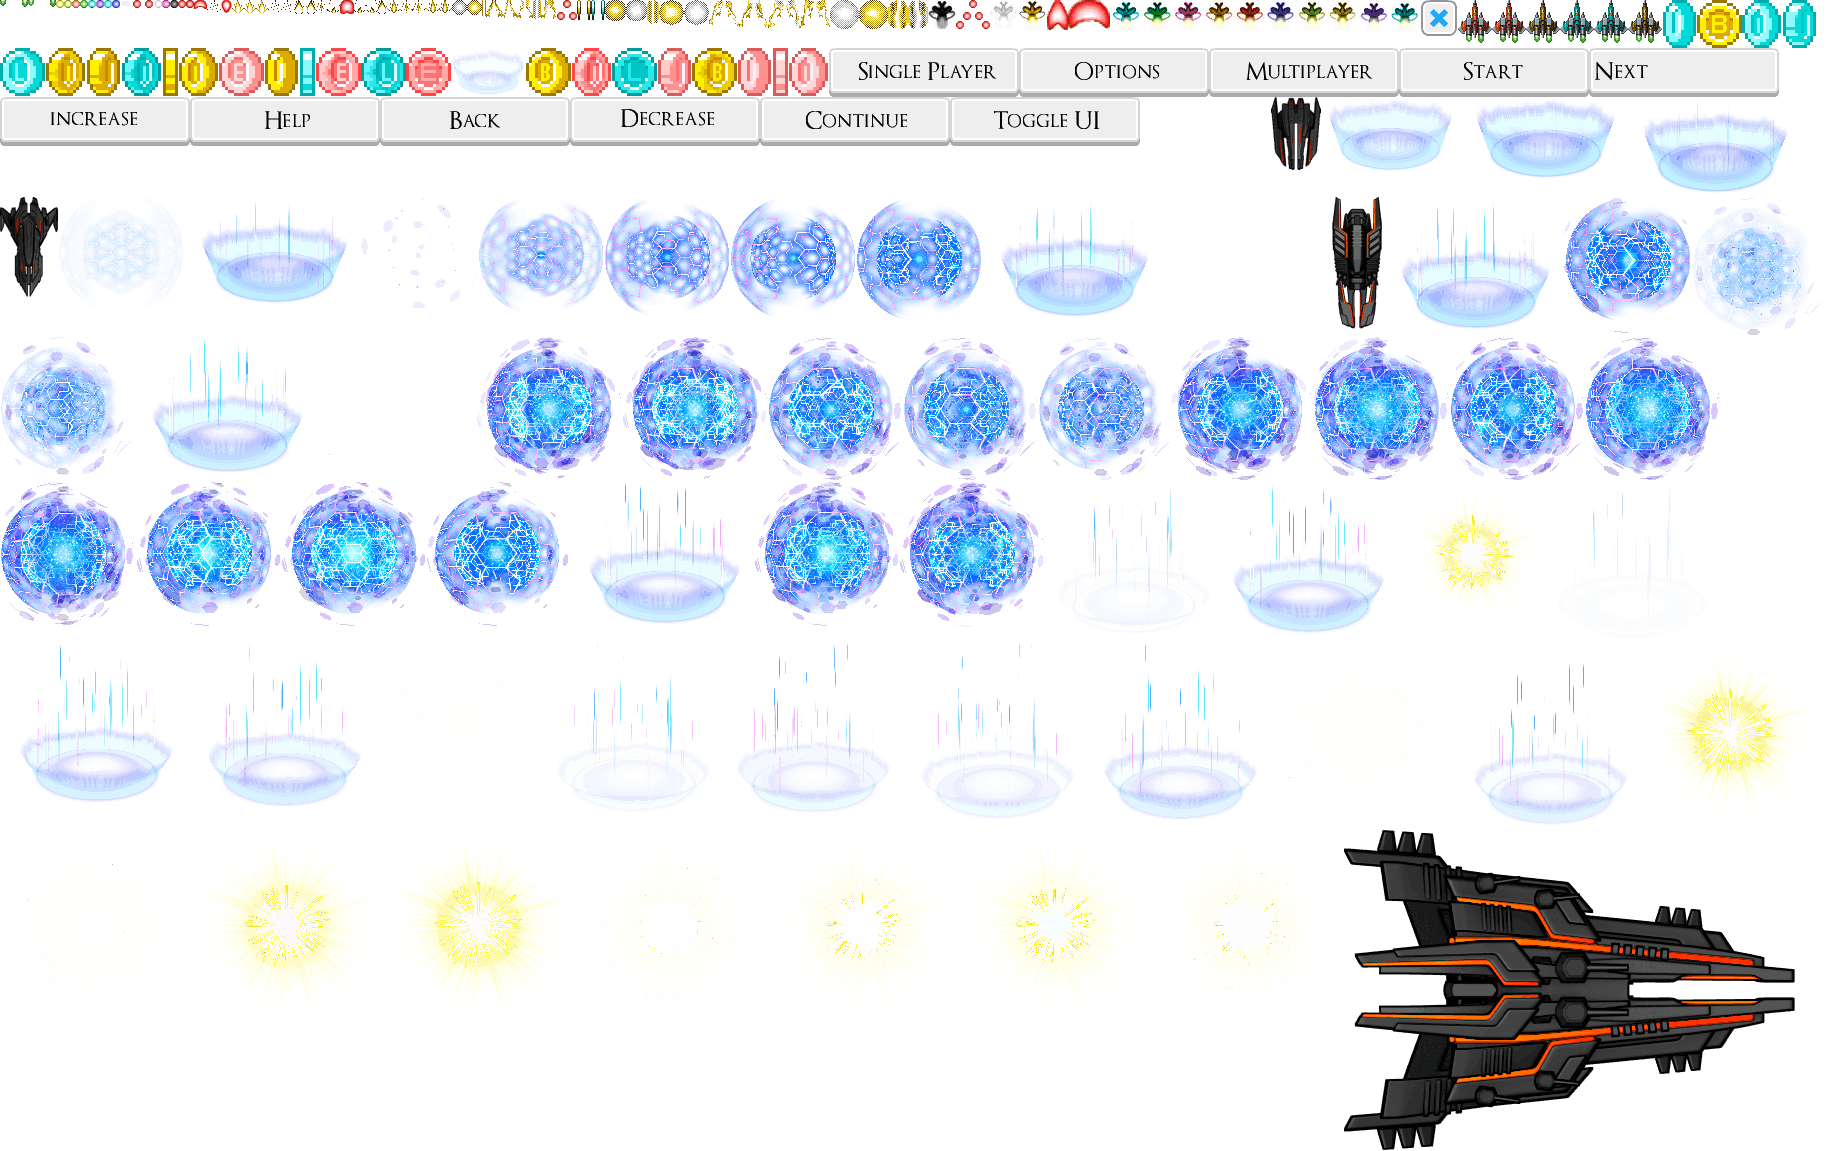 B
L L E L E L E B L B
Single Player Options Multiplayer Start Next
increase Help Back Decrease Continue Toggle UI